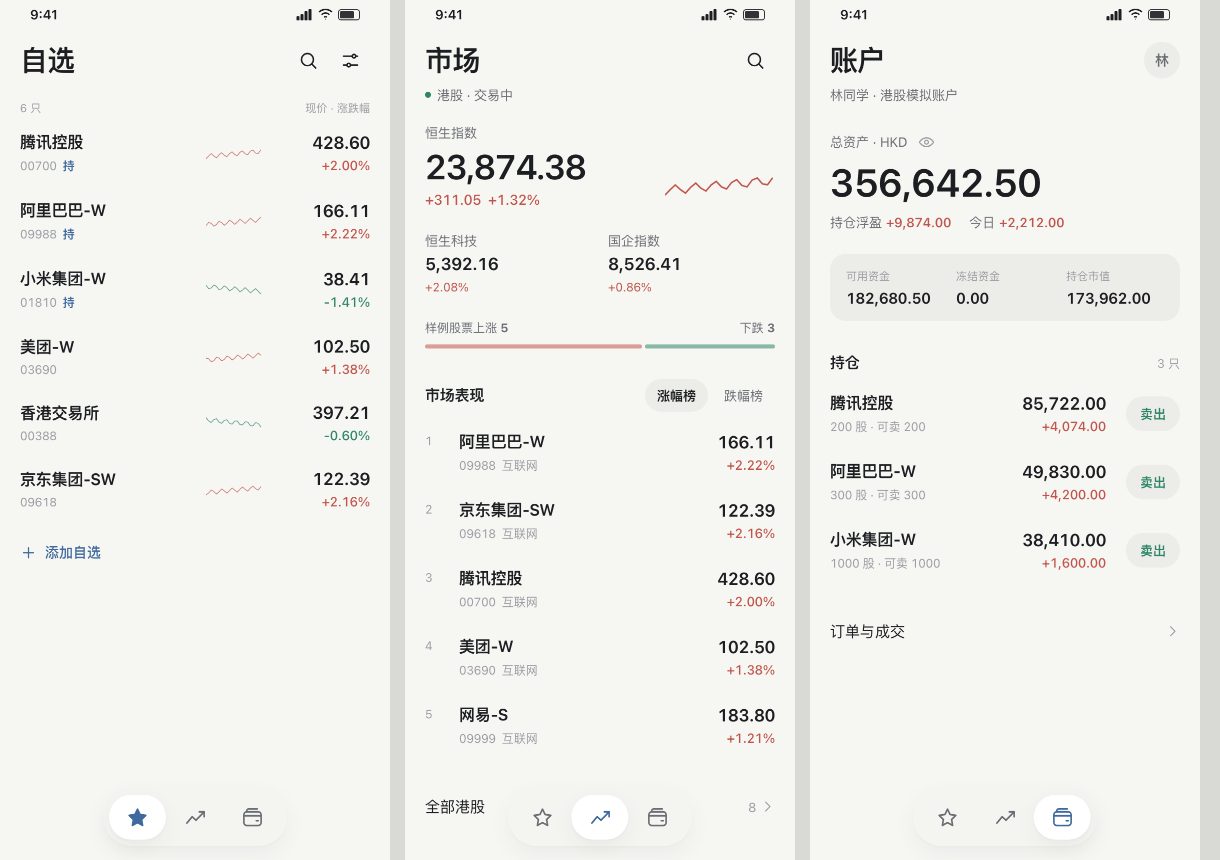 9:41
自选
6 只 现价 · 涨跌幅
腾讯控股 428.60
00700 持 +2.00%
阿里巴巴-W 166.11
09988 持 +2.22%
小米集团-W 38.41
01810 持 -1.41%
美团-W 102.50
03690 +1.38%
香港交易所 397.21
00388 -0.60%
京东集团-SW 122.39
09618 +2.16%
+ 添加自选
9:41
市场
港股 · 交易中
恒生指数
23,874.38
+311.05 +1.32%
恒生科技 国企指数
5,392.16 8,526.41
+2.08% +0.86%
样例股票上涨 5 下跌 3
市场表现 涨幅榜 跌幅榜
1 阿里巴巴-W 166.11
09988 互联网 +2.22%
2 京东集团-SW 122.39
09618 互联网 +2.16%
3 腾讯控股 428.60
00700 互联网 +2.00%
4 美团-W 102.50
03690 互联网 +1.38%
5 网易-S 183.80
09999 互联网 +1.21%
全部港股 8
9:41
账户 林
林同学 · 港股模拟账户
总资产 · HKD
356,642.50
持仓浮盈 +9,874.00 今日 +2,212.00
可用资金 冻结资金 持仓市值
182,680.50 0.00 173,962.00
持仓 3 只
腾讯控股 85,722.00 卖出
200 股 · 可卖 200 +4,074.00
阿里巴巴-W 49,830.00 卖出
300 股 · 可卖 300 +4,200.00
小米集团-W 38,410.00 卖出
1000 股 · 可卖 1000 +1,600.00
订单与成交